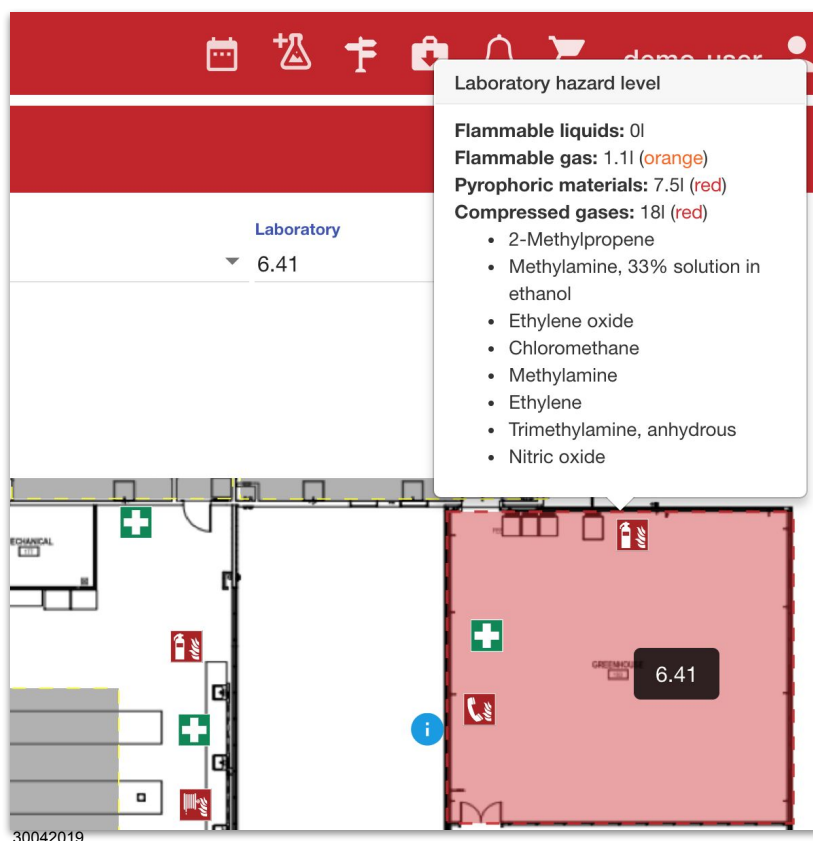 demo-user
Laboratory hazard level
Flammable liquids: 0l
Flammable gas: 1.1l (orange)
Pyrophoric materials: 7.5l (red)
Compressed gases: 18l (red)
• 2-Methylpropene
• Methylamine, 33% solution in
ethanol
• Ethylene oxide
• Chloromethane
• Methylamine
• Ethylene
• Trimethylamine, anhydrous
• Nitric oxide
Laboratory
6.41
ECHANICAL
GREENHOUSE
6.41
30042019